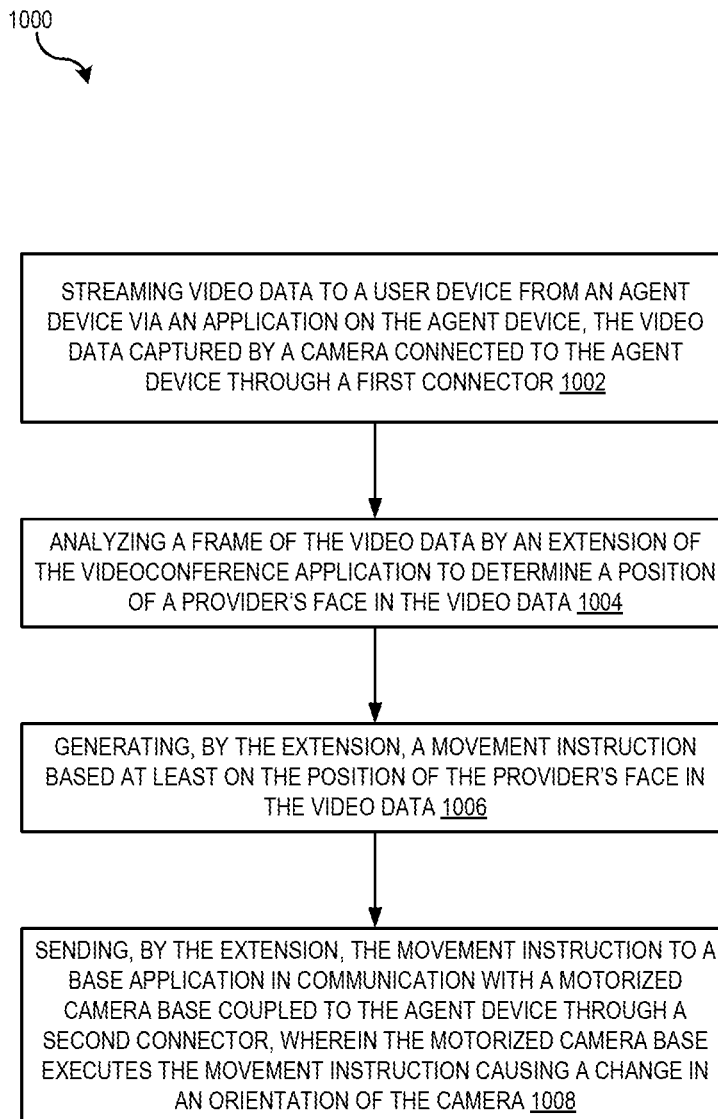 1000
STREAMING VIDEO DATA TO A USER DEVICE FROM AN AGENT
DEVICE VIA AN APPLICATION ON THE AGENT DEVICE, THE VIDEO
DATA CAPTURED BY A CAMERA CONNECTED TO THE AGENT
DEVICE THROUGH A FIRST CONNECTOR 1002
ANALYZING A FRAME OF THE VIDEO DATA BY AN EXTENSION OF
THE VIDEOCONFERENCE APPLICATION TO DETERMINE A POSITION
OF A PROVIDER'S FACE IN THE VIDEO DATA 1004
GENERATING, BY THE EXTENSION, A MOVEMENT INSTRUCTION
BASED AT LEAST ON THE POSITION OF THE PROVIDER'S FACE IN
THE VIDEO DATA 1006
SENDING, BY THE EXTENSION, THE MOVEMENT INSTRUCTION TO A
BASE APPLICATION IN COMMUNICATION WITH A MOTORIZED
CAMERA BASE COUPLED TO THE AGENT DEVICE THROUGH A
SECOND CONNECTOR, WHEREIN THE MOTORIZED CAMERA BASE
EXECUTES THE MOVEMENT INSTRUCTION CAUSING A CHANGE IN
AN ORIENTATION OF THE CAMERA 1008